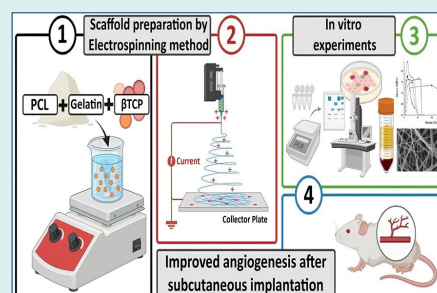 1
Scaffold preparation by
Electrospinning method
2
In vitro
experiments
3
PCL + Gelatin + βTCP
Current
Collector Plate
PCR
4
Improved angiogenesis after
subcutaneous implantation